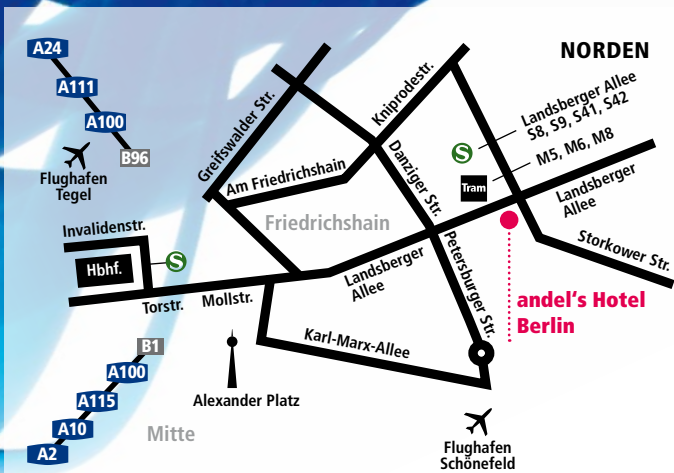 A24
A111
A100
B96
Flughafen
Tegel
NORDEN
Landsberger Allee
S8, S9, S41, S42
S
M5, M6, M8
Tram
Greifswalder Str.
Kniprodestr.
Am Friedrichshain
Danziger Str.
Friedrichshain
Landsberger
Allee
Storkower Str.
Invalidenstr.
Hbhf.
S
Torstr.
Mollstr.
Landsberger
Allee
Petersburger Str.
andel's Hotel
Berlin
Karl-Marx-Allee
B1
A100
A115
A10
A2
Alexander Platz
Mitte
Flughafen
Schönefeld